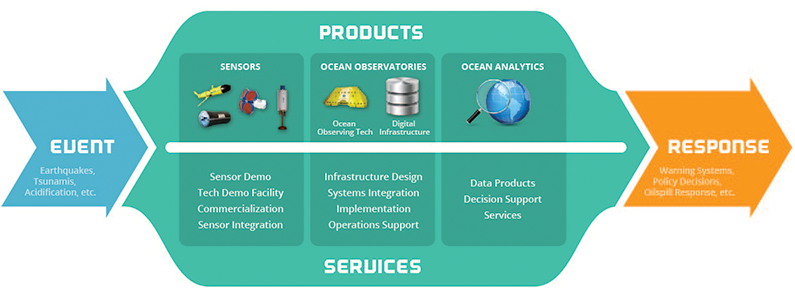 PRODUCTS
SENSORS
OCEAN OBSERVATORIES
OCEAN ANALYTICS
Ocean
Observing Tech
Digital
Infrastructure
EVENT
Earthquakes,
Tsunamis,
Acidification, etc.
RESPONSE
Warning Systems,
Policy Decisions,
Oilspill Response, etc.
Sensor Demo
Tech Demo Facility
Commercialization
Sensor Integration
Infrastructure Design
Systems Integration
Implementation
Operations Support
Data Products
Decision Support
Services
SERVICES